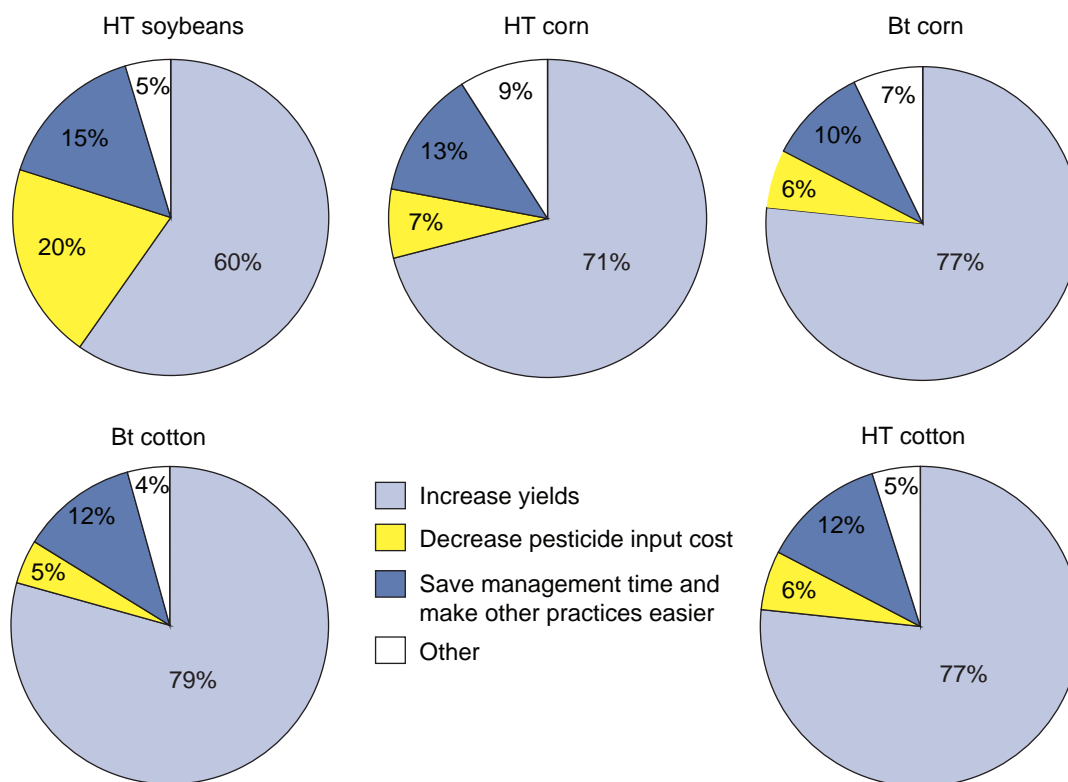 HT soybeans
HT corn
Bt corn
5%
15%
20%
60%
9%
13%
7%
71%
7%
10%
6%
77%
Bt cotton
HT cotton
4%
12%
5%
79%
Increase yields
Decrease pesticide input cost
Save management time and
make other practices easier
Other
5%
12%
6%
77%